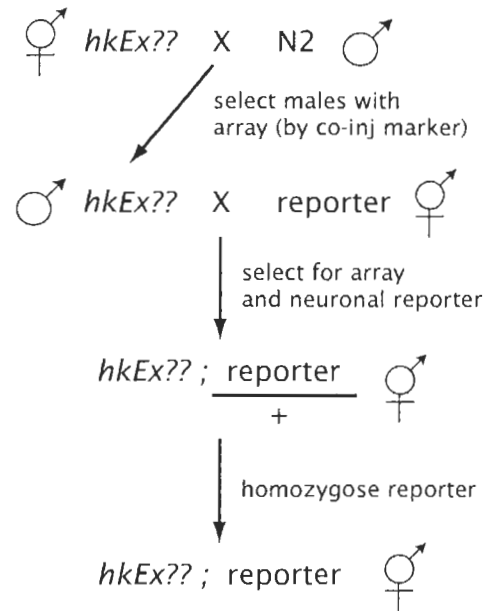 hkEx?? X N2
select males with
array (by co-inj marker)
hkEx?? X reporter
select for array
and neuronal reporter
hkEx?? ; reporter
+
homozygose reporter
hkEx?? ; reporter